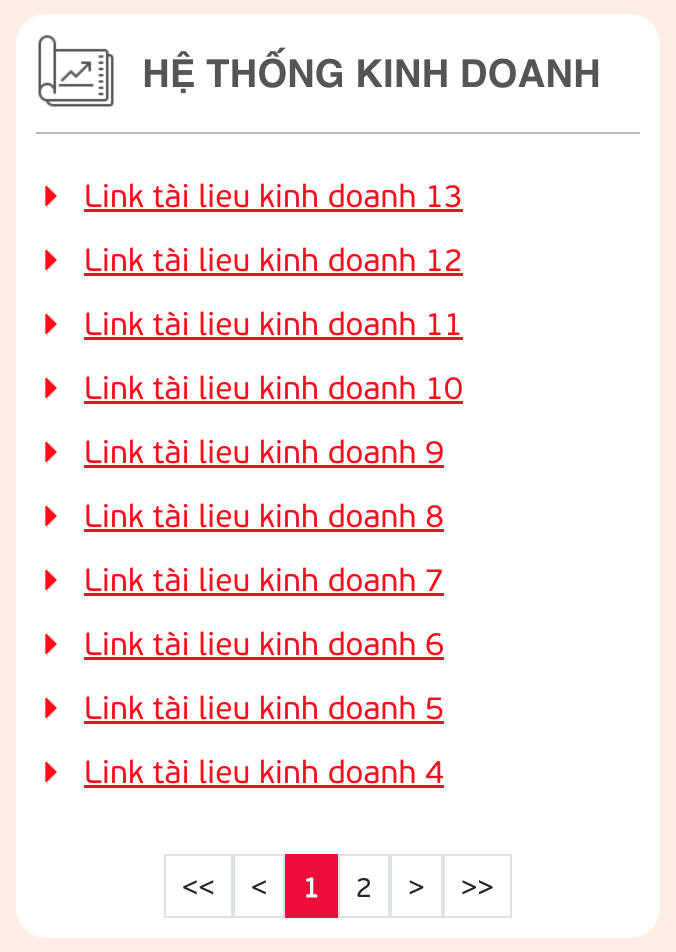 HỆ THỐNG KINH DOANH
Link tài lieu kinh doanh 13
Link tài lieu kinh doanh 12
Link tài lieu kinh doanh 11
Link tài lieu kinh doanh 10
Link tài lieu kinh doanh 9
Link tài lieu kinh doanh 8
Link tài lieu kinh doanh 7
Link tài lieu kinh doanh 6
Link tài lieu kinh doanh 5
Link tài lieu kinh doanh 4
<< < 1 2 > >>